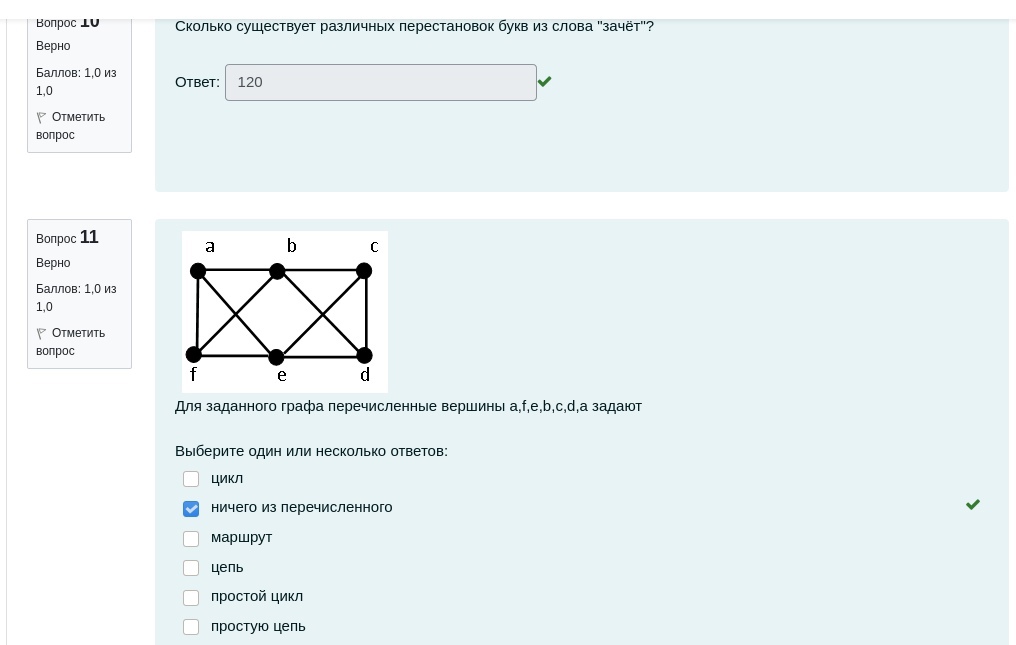 Вопрос 10
Верно
Баллов: 1,0 из
1,0
Отметить
вопрос
Сколько существует различных перестановок букв из слова "зачёт"?
Ответ: 120
Вопрос 11
Верно
Баллов: 1,0 из
1,0
Отметить
вопрос
a b c
f e d
Для заданного графа перечисленные вершины a,f,e,b,c,d,a задают
Выберите один или несколько ответов:
цикл
ничего из перечисленного
маршрут
цепь
простой цикл
простую цепь